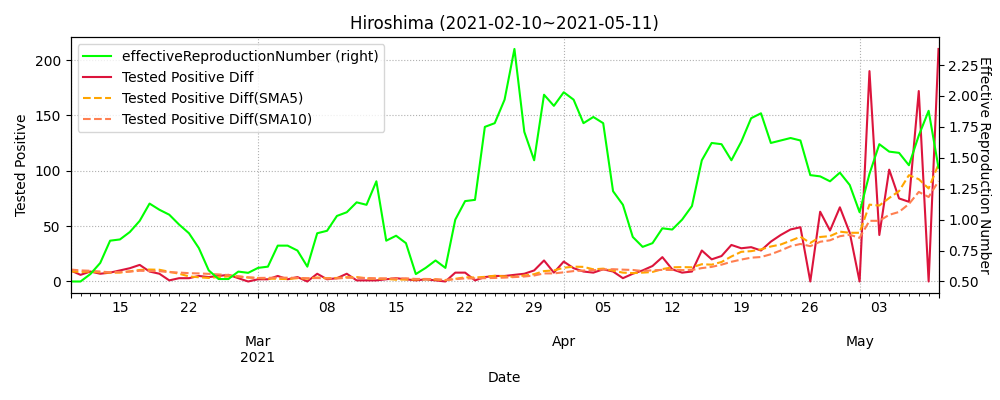 Hiroshima (2021-02-10~2021-05-11)
effectiveReproductionNumber (right)
Tested Positive Diff
Tested Positive Diff(SMA5)
Tested Positive Diff(SMA10)
Tested Positive
200
150
100
50
0
Effective Reproduction Number
2.25
2.00
1.75
1.50
1.25
1.00
0.75
0.50
15 22 08 15 22 29 05 12 19 26 03
Mar Apr May
2021
Date